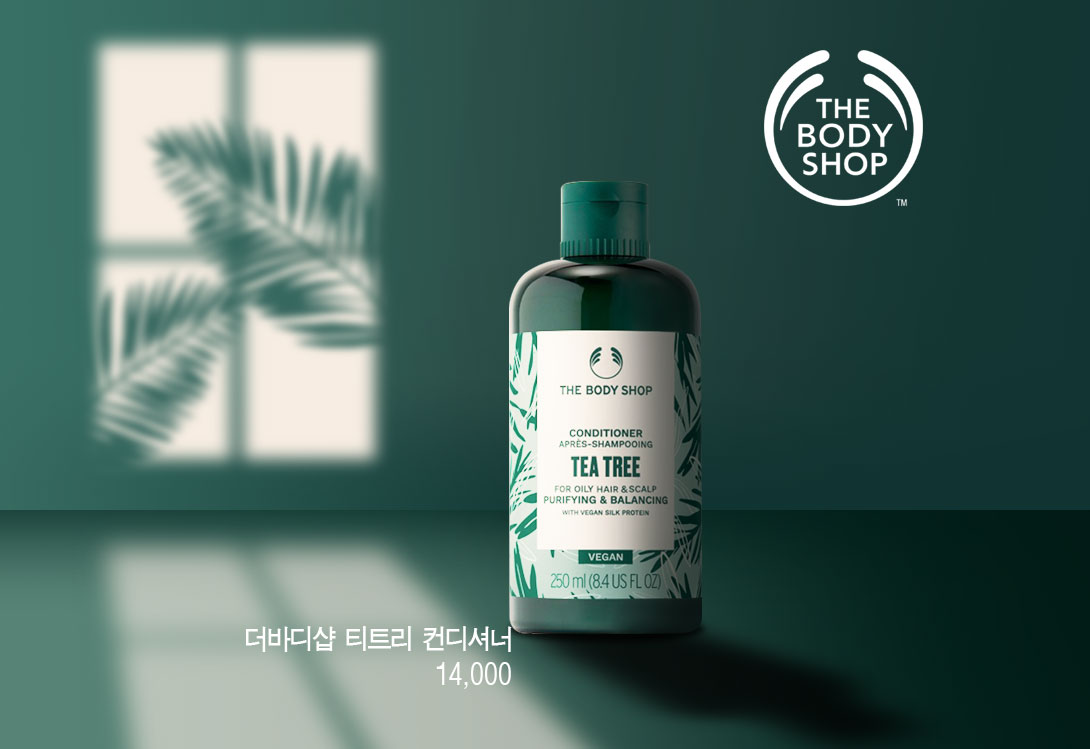 THE
BODY
SHOP
TM
THE BODY SHOP
CONDITIONER
APRÈS-SHAMPOOING
TEA TREE
FOR OILY HAIR & SCALP
PURIFYING & BALANCING
WITH VEGAN SILK PROTEIN
VEGAN
250 ml (8.4 US FL OZ)
더바디샵 티트리 컨디셔너
14,000